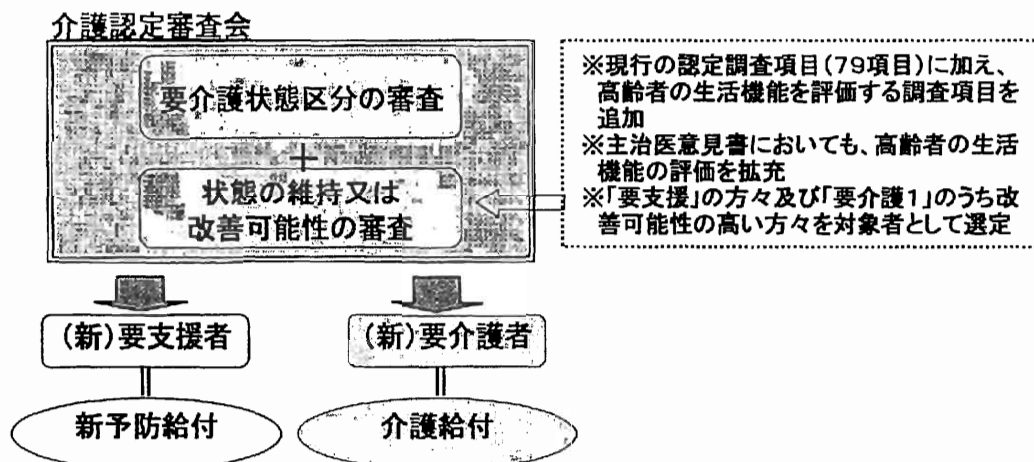 介護認定審査会
要介護状態区分の審査
＋
状態の維持又は
改善可能性の審査
※現行の認定調査項目(79項目)に加え、
高齢者の生活機能を評価する調査項目を
追加
※主治医意見書においても、高齢者の生活
機能の評価を拡充
※「要支援」の方々及び「要介護1」のうち改
善可能性の高い方々を対象者として選定
(新)要支援者
(新)要介護者
新予防給付
介護給付